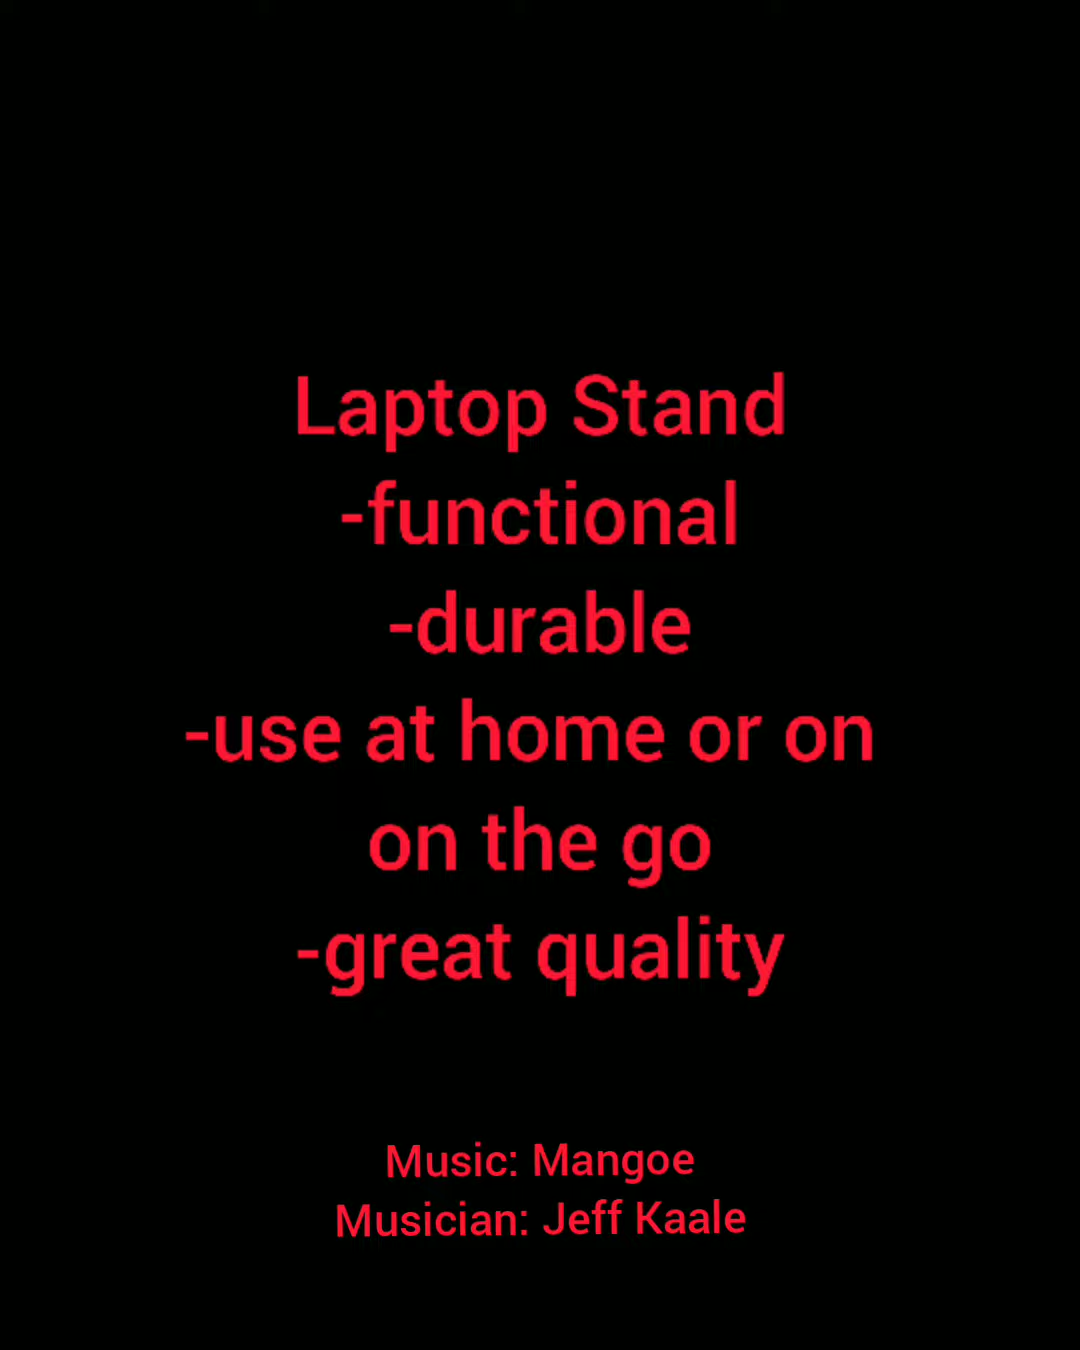 Laptop Stand
-functional
-durable
-use at home or on
on the go
-great quality
Music: Mangoe
Musician: Jeff Kaale